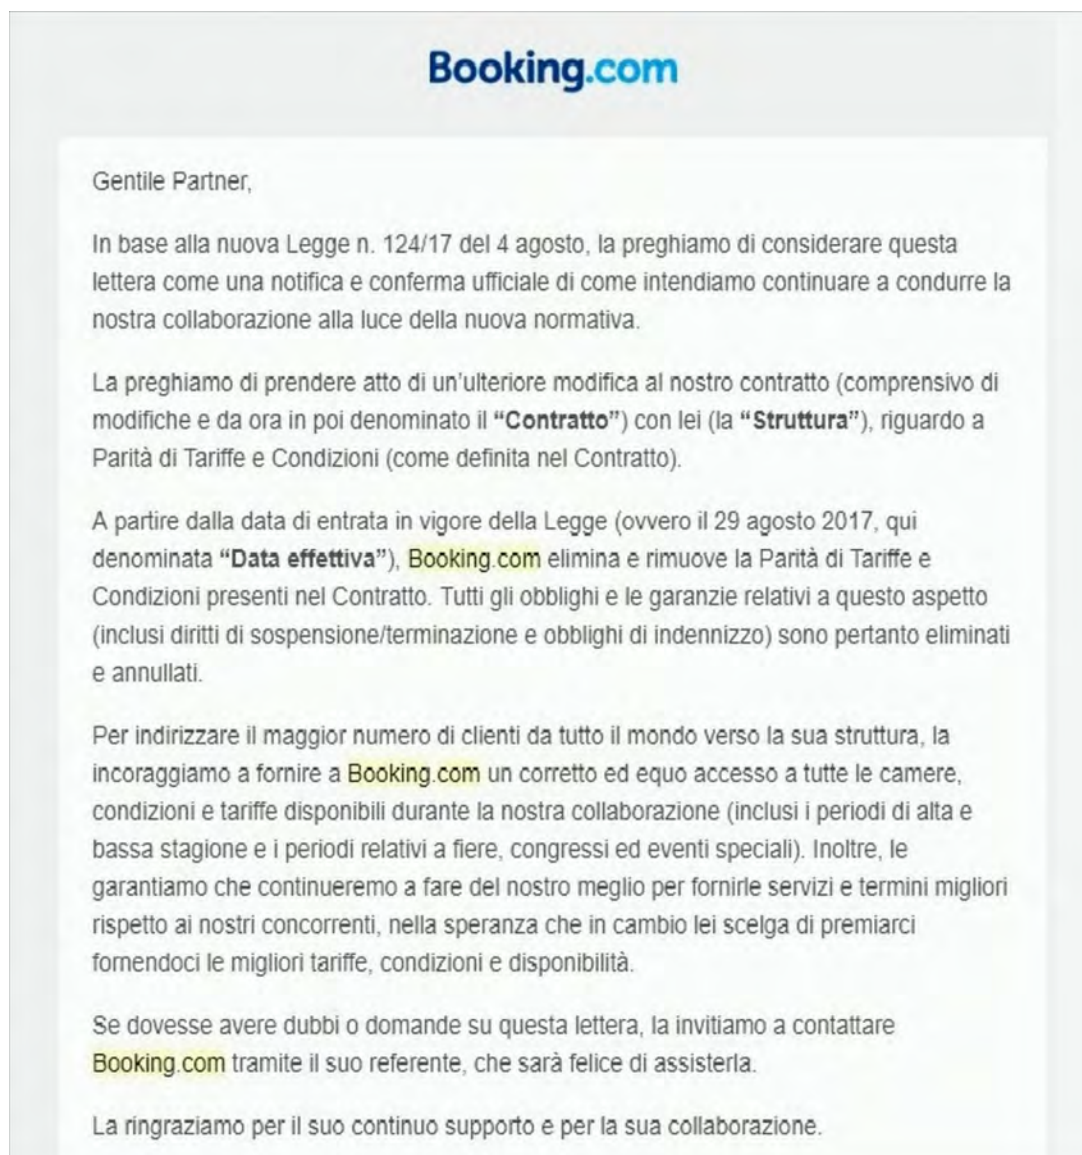 Booking.com
Gentile Partner,
In base alla nuova Legge n. 124/17 del 4 agosto, la preghiamo di considerare questa
lettera come una notifica e conferma ufficiale di come intendiamo continuare a condurre la
nostra collaborazione alla luce della nuova normativa.
La preghiamo di prendere atto di un'ulteriore modifica al nostro contratto (comprensivo di
modifiche e da ora in poi denominato il “Contratto”) con lei (la “Struttura”), riguardo a
Parità di Tariffe e Condizioni (come definita nel Contratto).
A partire dalla data di entrata in vigore della Legge (ovvero il 29 agosto 2017, qui
denominata “Data effettiva”), Booking.com elimina e rimuove la Parità di Tariffe e
Condizioni presenti nel Contratto. Tutti gli obblighi e le garanzie relativi a questo aspetto
(inclusi diritti di sospensione/terminazione e obblighi di indennizzo) sono pertanto eliminati
e annullati.
Per indirizzare il maggior numero di clienti da tutto il mondo verso la sua struttura, la
incoraggiamo a fornire a Booking.com un corretto ed equo accesso a tutte le camere,
condizioni e tariffe disponibili durante la nostra collaborazione (inclusi i periodi di alta e
bassa stagione e i periodi relativi a fiere, congressi ed eventi speciali). Inoltre, le
garantiamo che continueremo a fare del nostro meglio per fornirle servizi e termini migliori
rispetto ai nostri concorrenti, nella speranza che in cambio lei scelga di premiarci
fornendoci le migliori tariffe, condizioni e disponibilità.
Se dovesse avere dubbi o domande su questa lettera, la invitiamo a contattare
Booking.com tramite il suo referente, che sarà felice di assisterla.
La ringraziamo per il suo continuo supporto e per la sua collaborazione.